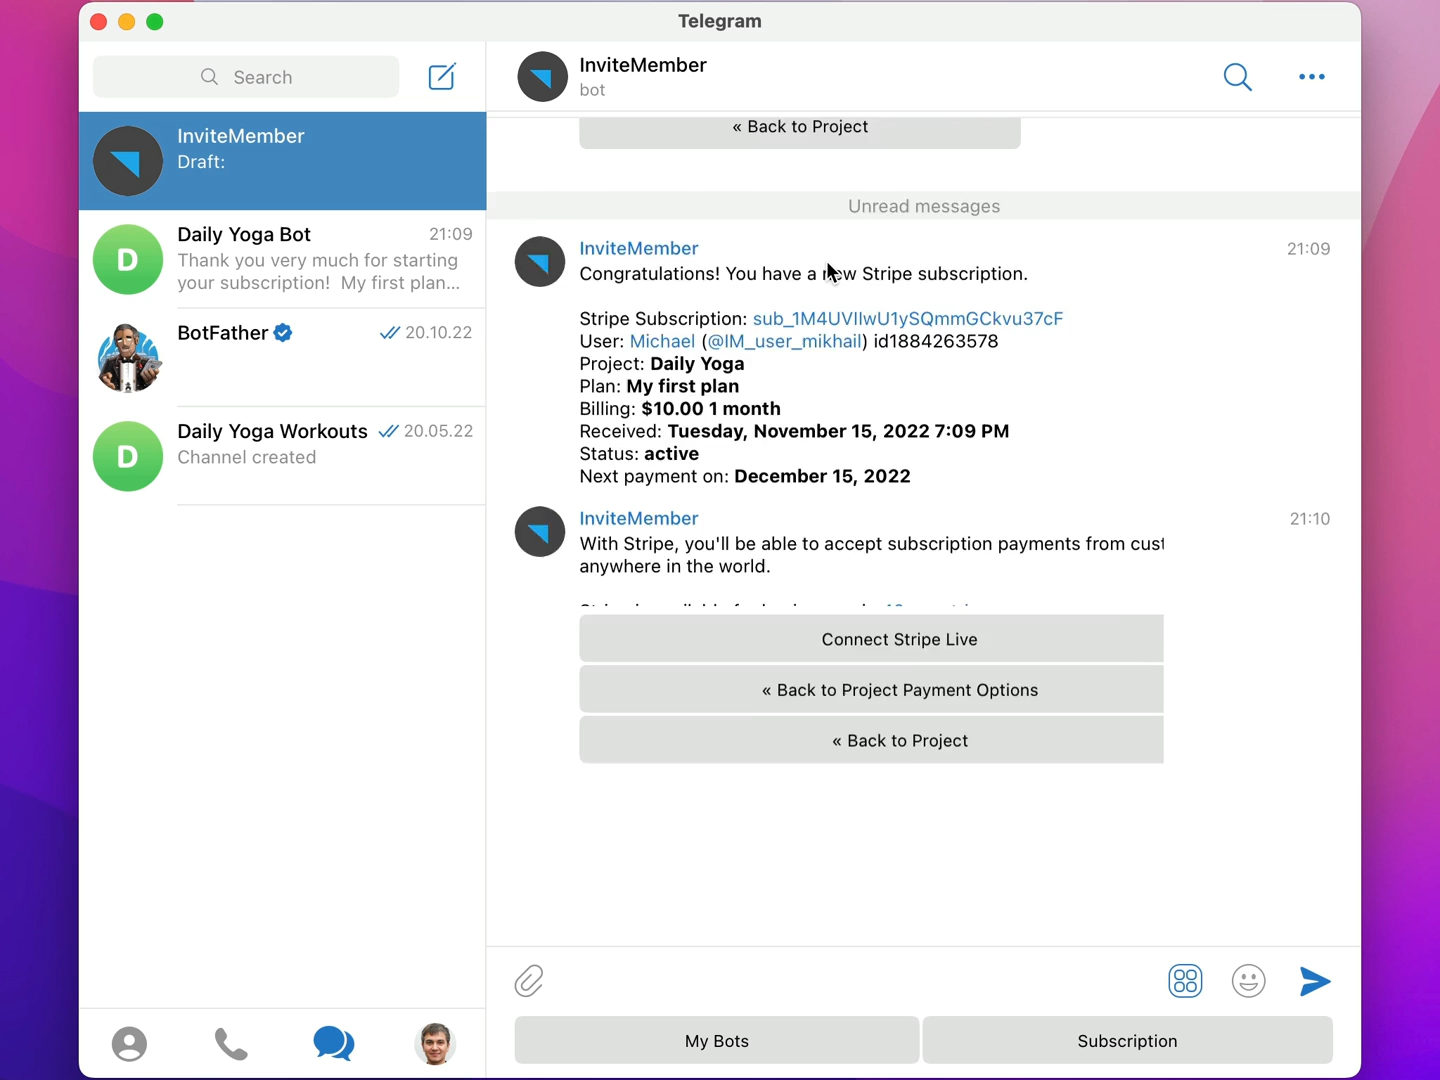 Telegram
Search
InviteMember
Draft:
Daily Yoga Bot
21:09
Thank you very much for starting
your subscription! My first plan...
BotFather
20.10.22
Daily Yoga Workouts
20.05.22
Channel created
InviteMember
bot
« Back to Project
Unread messages
InviteMember
21:09
Congratulations! You have a new Stripe subscription.
Stripe Subscription:
User: Michael (@IM_user_mikhail) id1884263578
Project: Daily Yoga
Plan: My first plan
Billing: $10.00 1 month
Received: Tuesday, November 15, 2022 7:09 PM
Status: active
Next payment on: December 15, 2022
InviteMember
21:10
With Stripe, you'll be able to accept subscription payments from cust
anywhere in the world.
Connect Stripe Live
« Back to Project Payment Options
« Back to Project
My Bots
Subscription
D
D